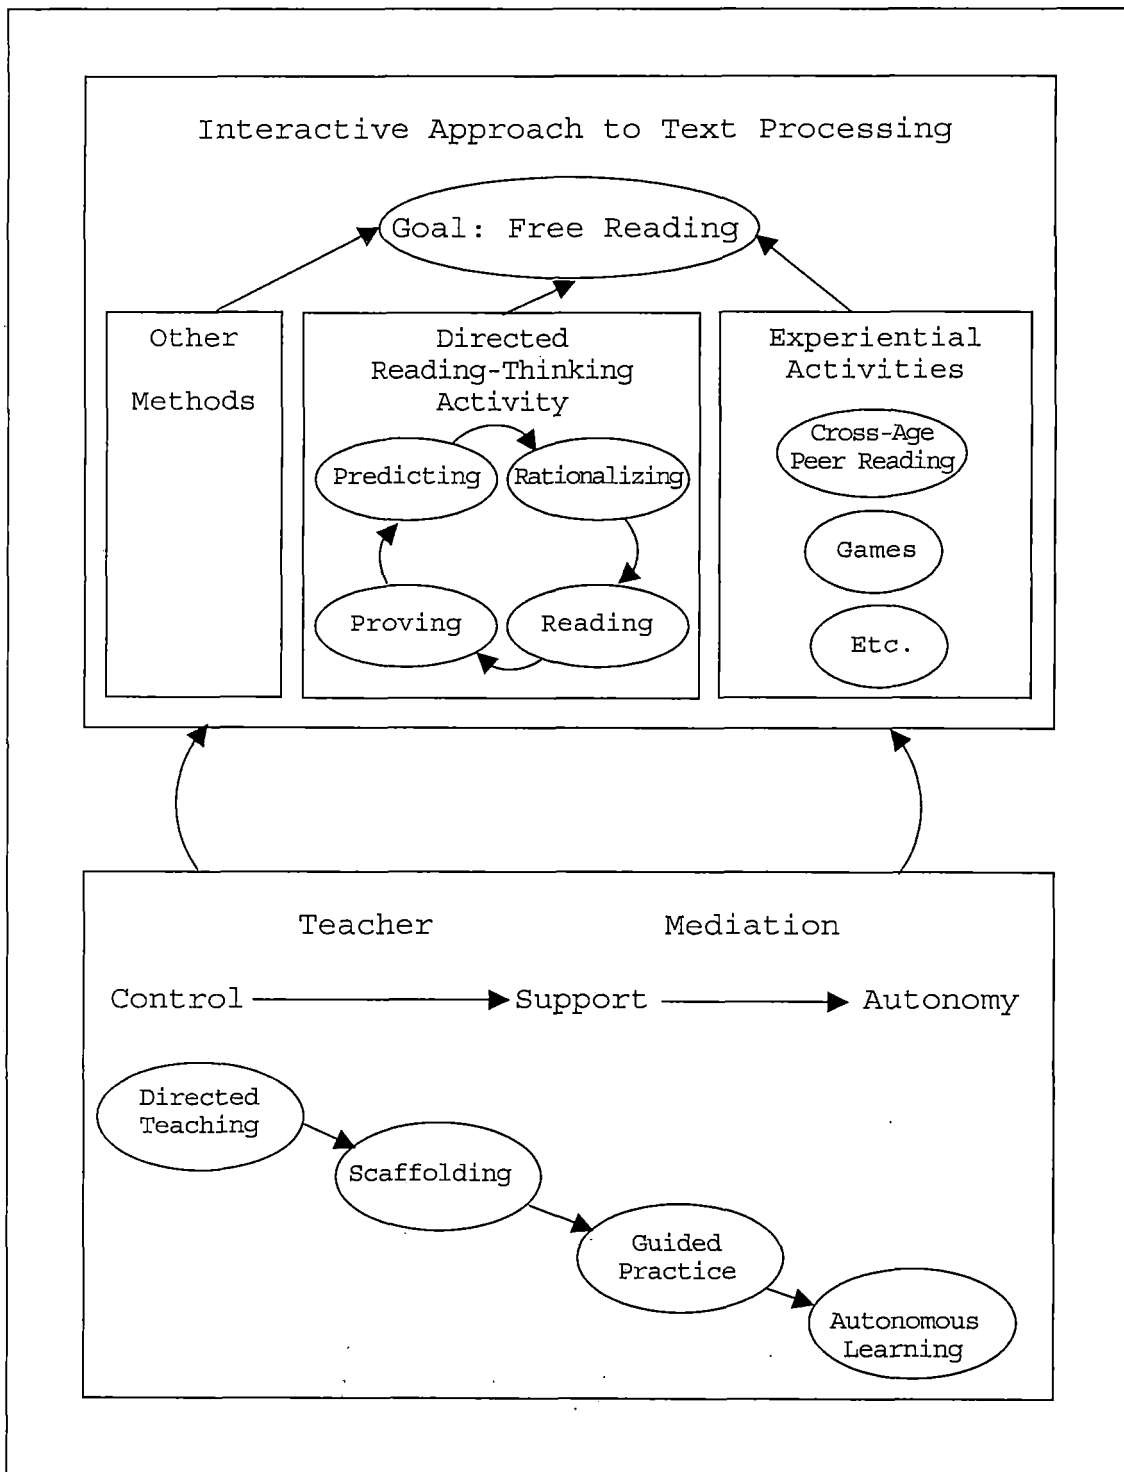 Interactive Approach to Text Processing
Goal: Free Reading
Other
Methods
Directed
Reading-Thinking
Activity
Predicting
Rationalizing
Proving
Reading
Experiential
Activities
Cross-Age
Peer Reading
Games
Etc.
Teacher Mediation
Control Support Autonomy
Directed
Teaching
Scaffolding
Guided
Practice
Autonomous
Learning